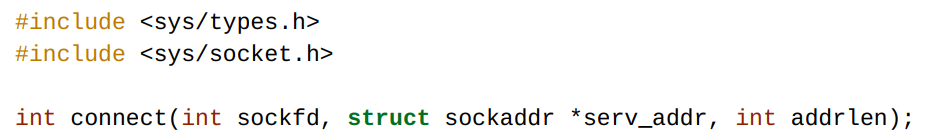 #include <sys/types.h>
#include <sys/socket.h>
int connect(int sockfd, struct sockaddr *serv_addr, int addrlen);